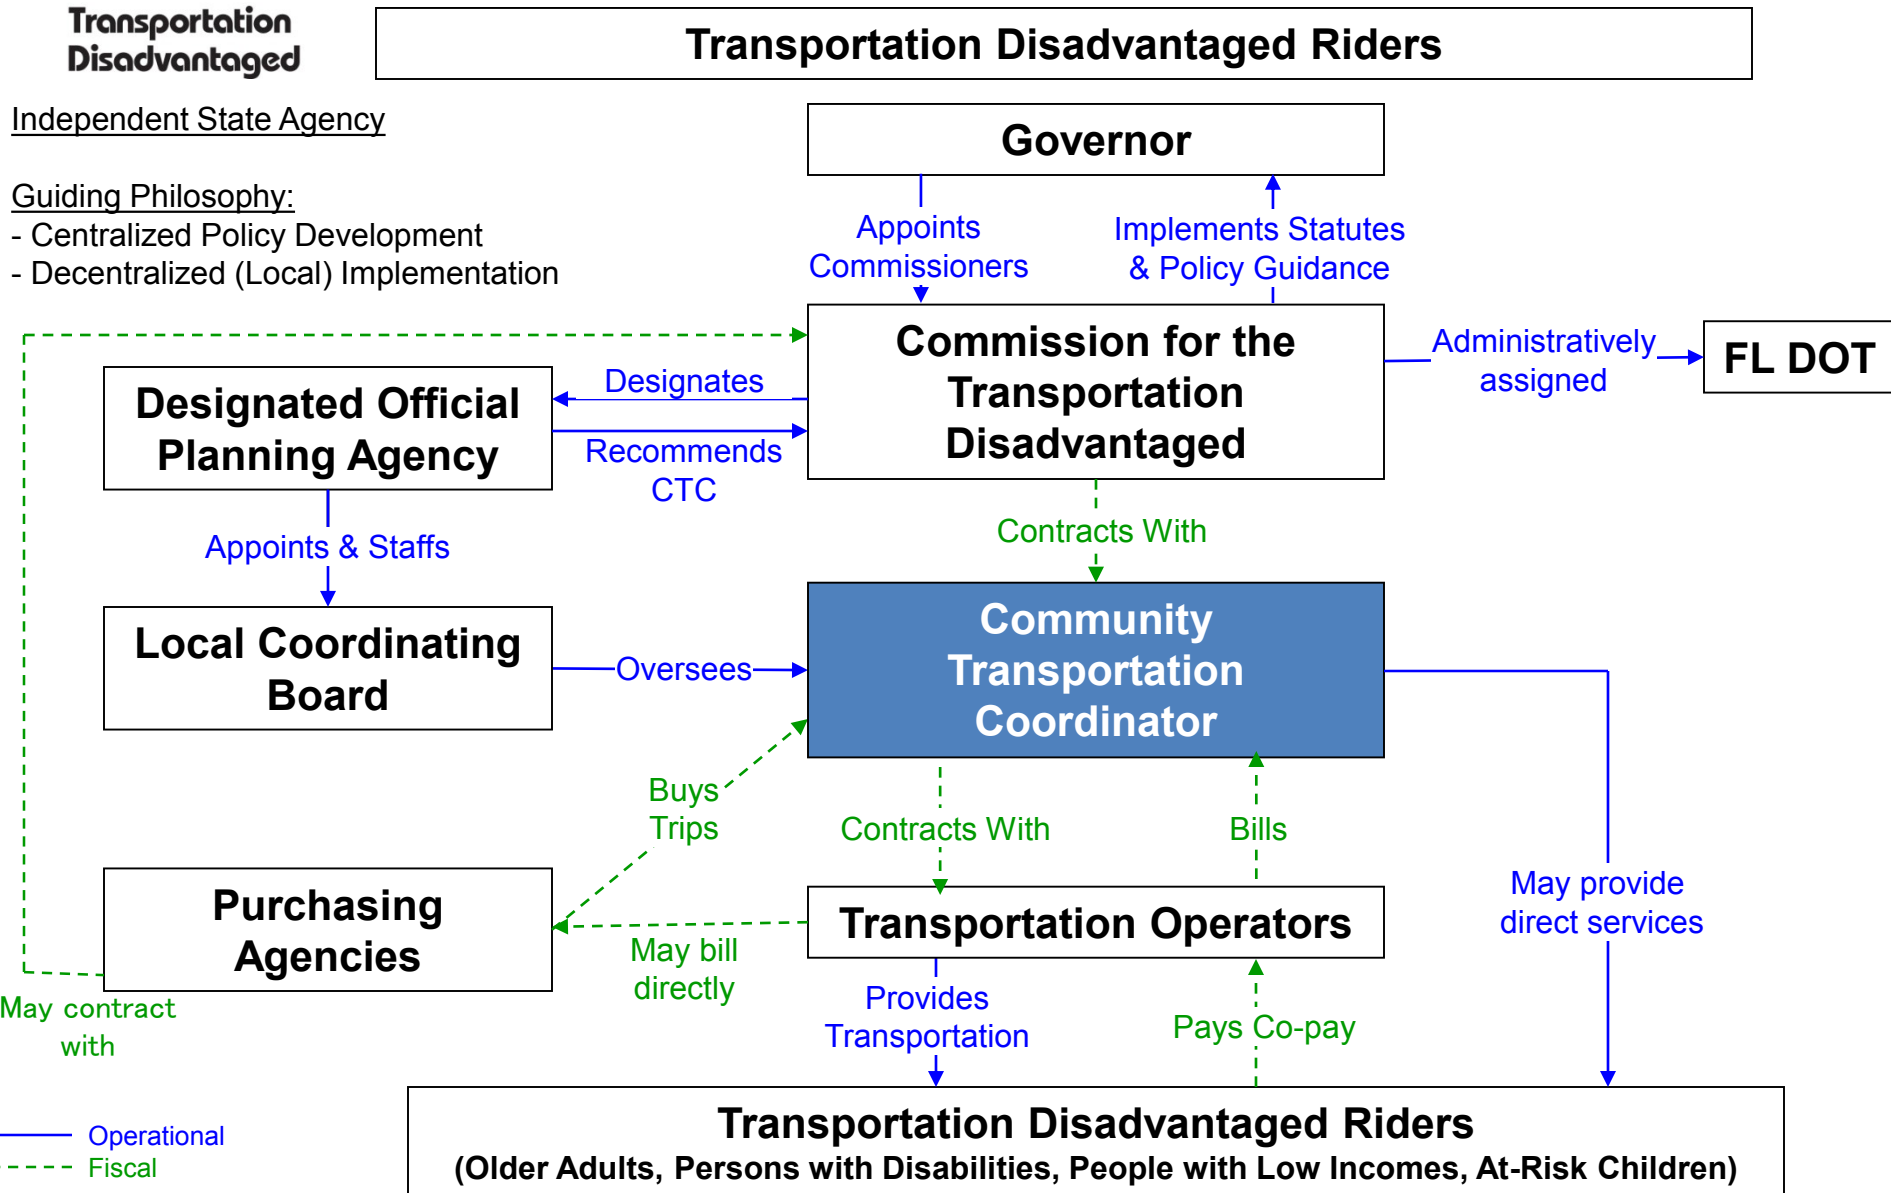 Transportation
Disadvantaged
Transportation Disadvantaged Riders
Independent State Agency
Guiding Philosophy:
- Centralized Policy Development
- Decentralized (Local) Implementation
Governor
Appoints
Commissioners
Implements Statutes
& Policy Guidance
Commission for the
Transportation
Disadvantaged
Administratively
assigned
FL DOT
Designated Official
Planning Agency
Designates
Recommends
CTC
Contracts With
Appoints & Staffs
Local Coordinating
Board
Oversees
Community
Transportation
Coordinator
Buys
Trips
Contracts With
Bills
May provide
direct services
Purchasing
Agencies
May bill
directly
Transportation Operators
May contract
with
Provides
Transportation
Pays Co-pay
Operational
Fiscal
Transportation Disadvantaged Riders
(Older Adults, Persons with Disabilities, People with Low Incomes, At-Risk Children)